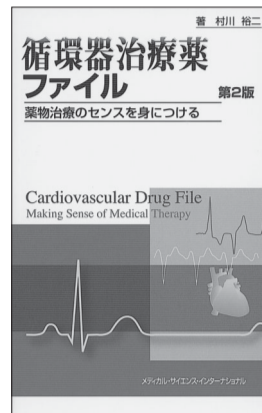 著 村川 裕二
循環器治療薬
ファイル 第2版
薬物治療のセンスを身につける
Cardiovascular Drug File
Making Sense of Medical Therapy
メディカル・サイエンス・インターナショナル